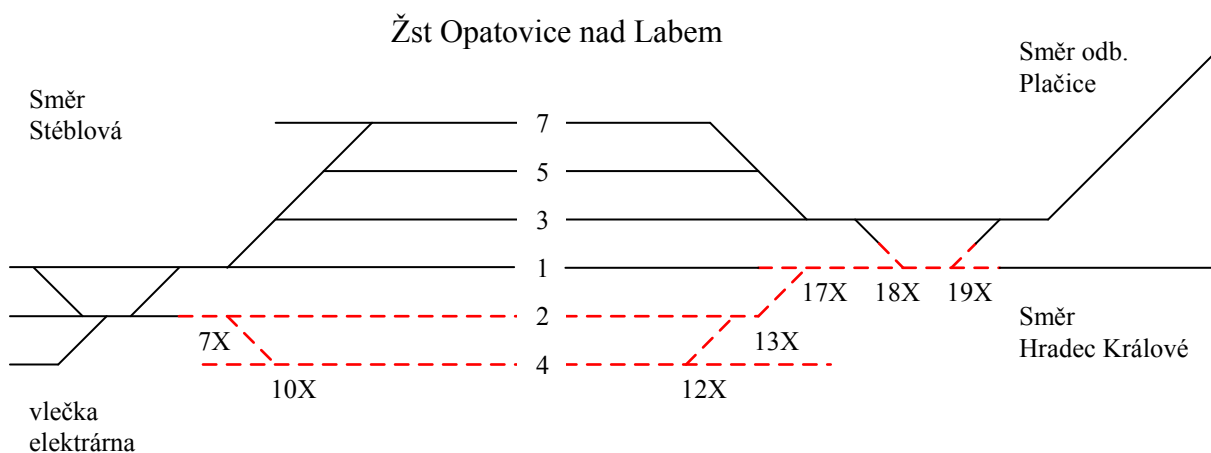 Žst Opatovice nad Labem
Směr odb.
Plačice
Směr
Stéblová
7
5
3
1
2
4
17X
18X
19X
7X
13X
10X
12X
Směr
Hradec Králové
vlečka
elektrárna